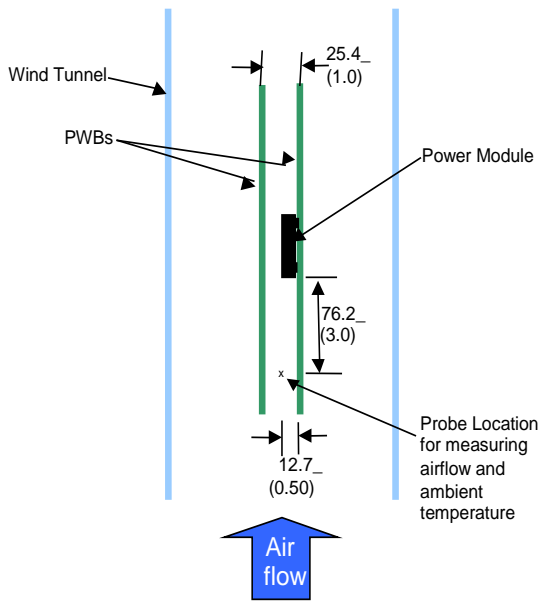 25.4_
(1.0)
Wind Tunnel
PWBs
Power Module
76.2_
(3.0)
x
Probe Location
for measuring
airflow and
ambient
temperature
12.7_
(0.50)
Air
flow